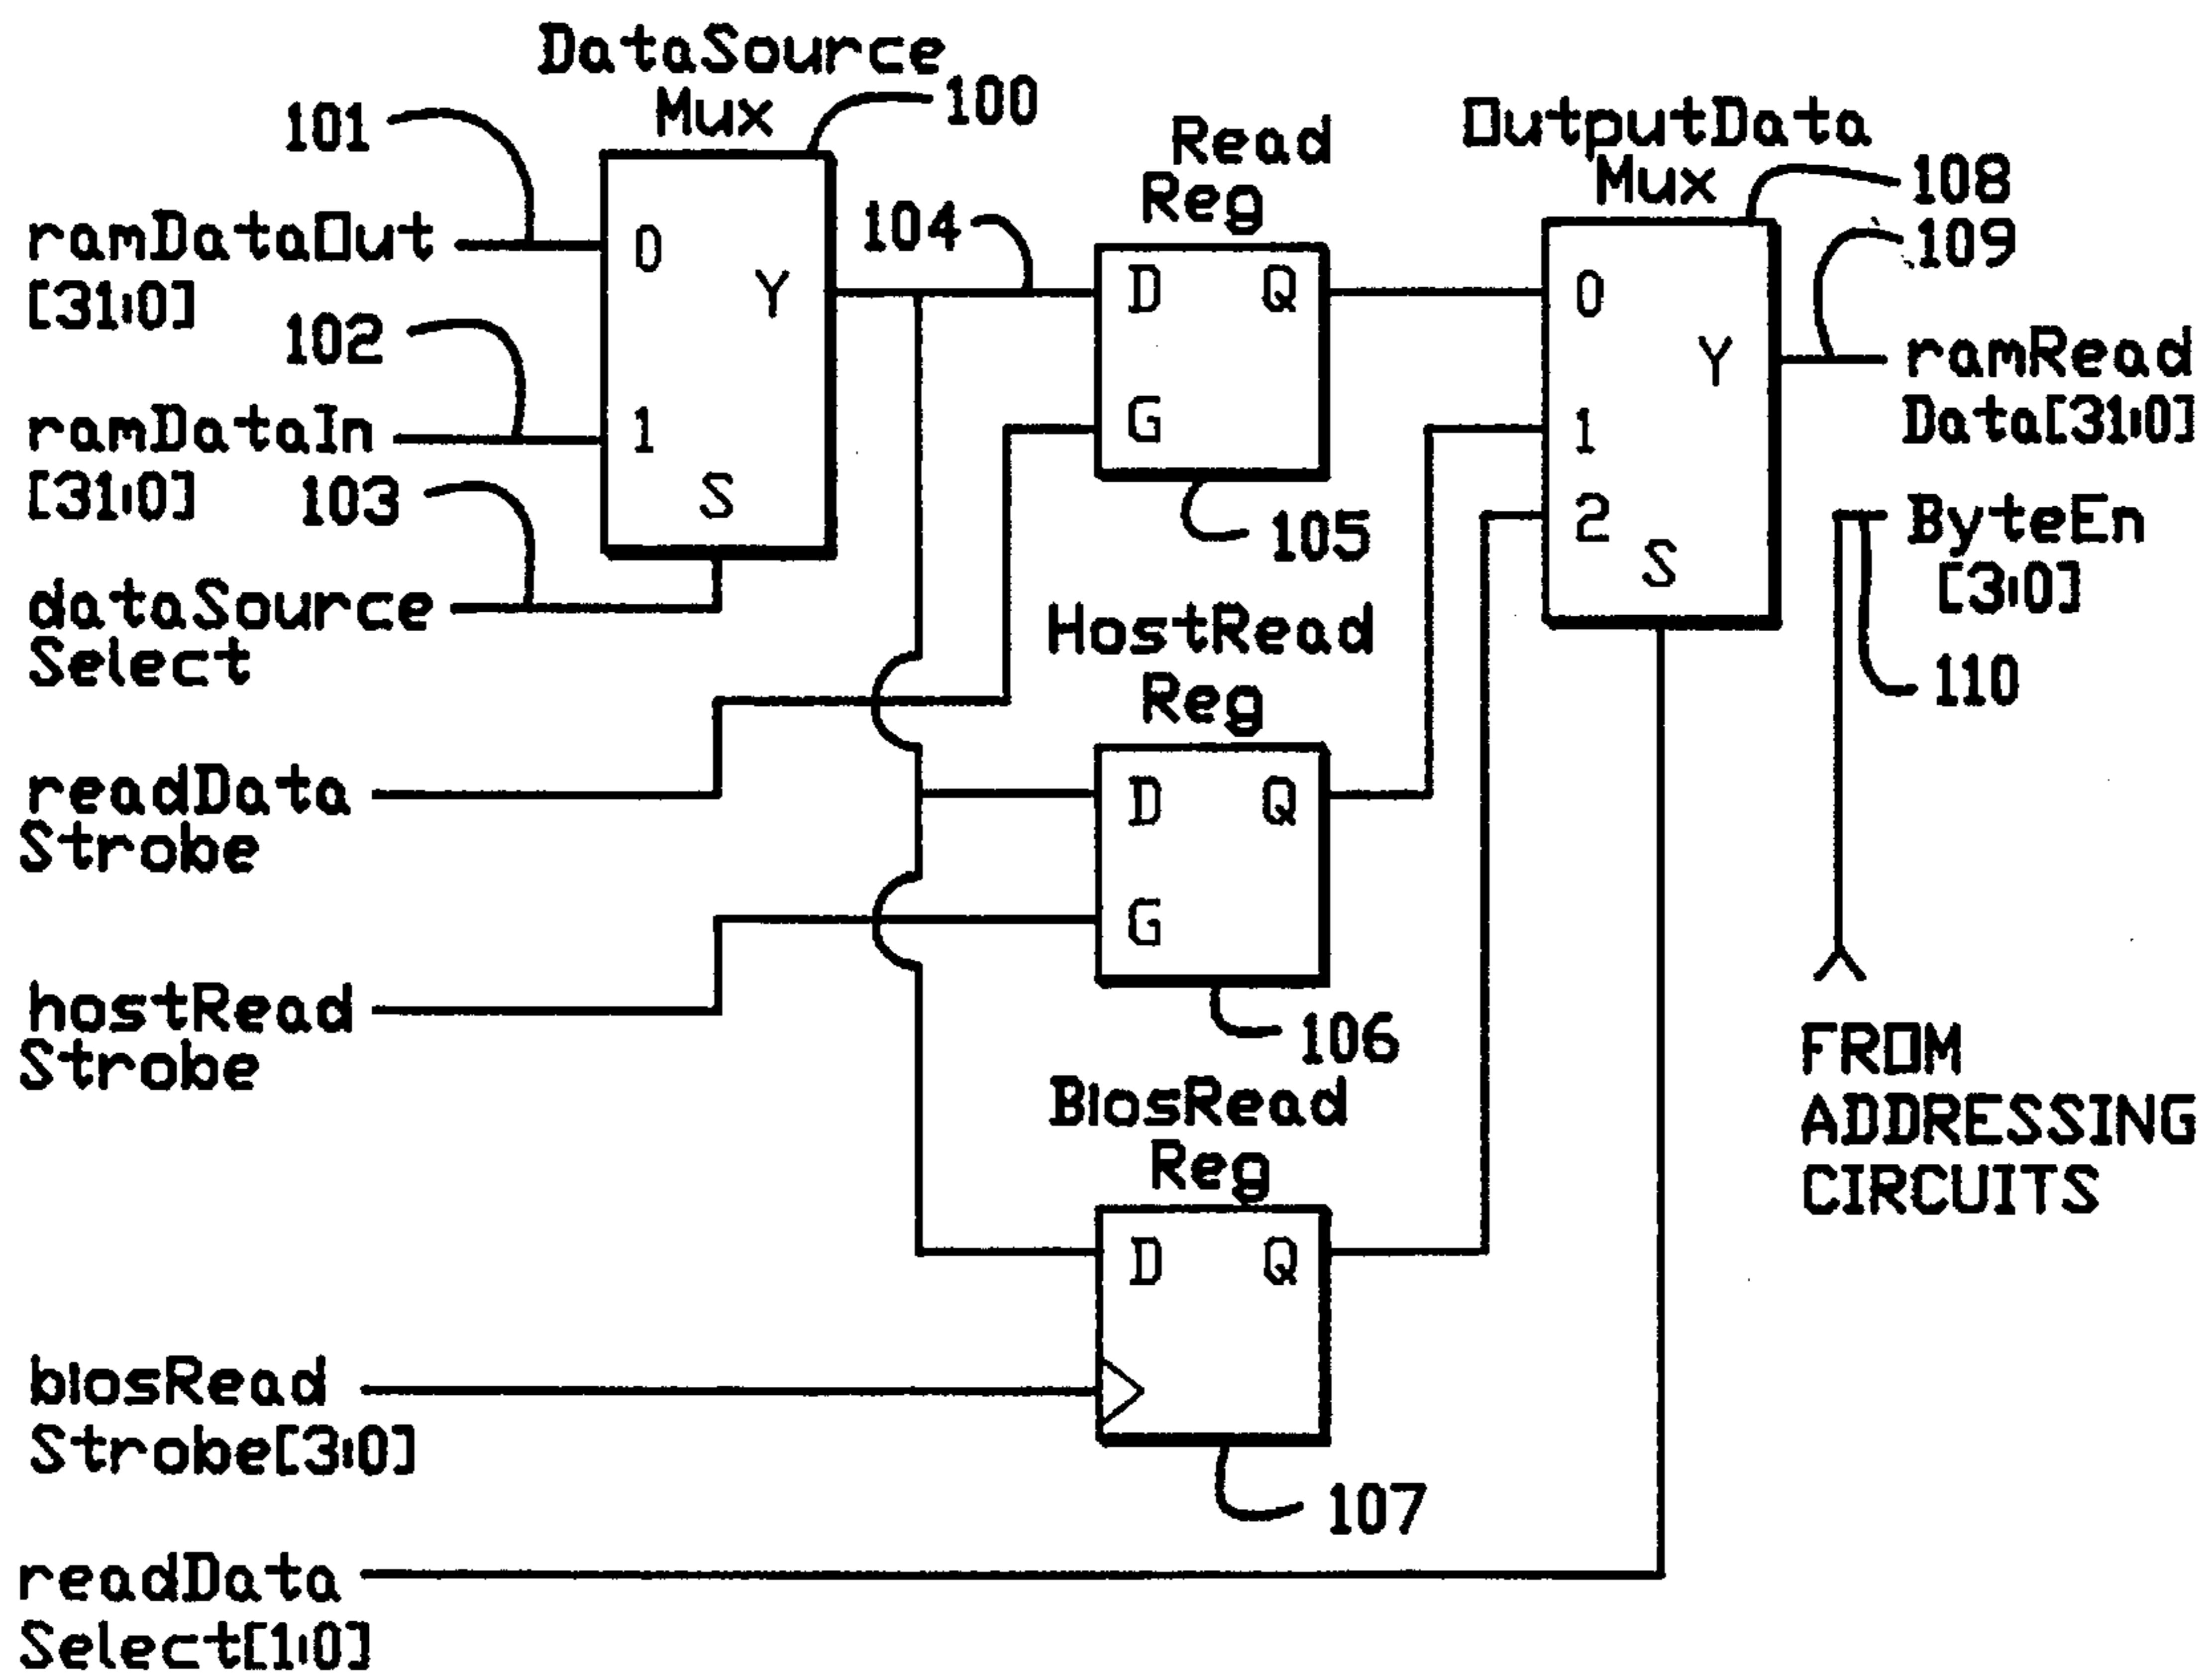 DataSource
Mux
100
101
ramDataOut
[31:0]
102
ramDataIn
[31:0]
103
dataSource
Select
0
1
Y
S
104
Read
Reg
D
Q
G
105
OutputData
Mux
108
109
0
1
2
Y
S
ramRead
Data[31:0]
ByteEn
[3:0]
110
HostRead
Reg
readData
Strobe
D
Q
G
106
hostRead
Strobe
FROM
ADDRESSING
CIRCUITS
BiosRead
Reg
D
Q
107
biosRead
Strobe[3:0]
readData
Select[1:0]